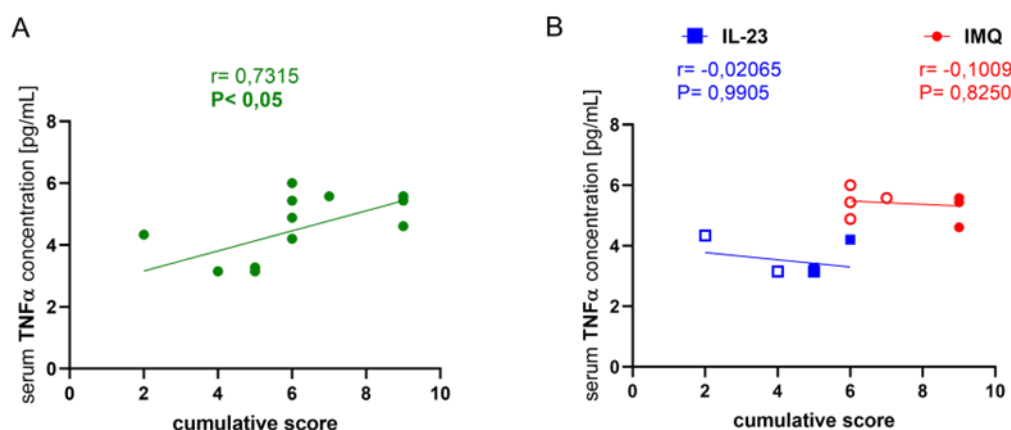 A
r= 0,7315
P< 0,05
serum TNFα concentration [pg/mL]
8
6
4
2
0
0 2 4 6 8 10
cumulative score
B
IL-23 IMQ
r= -0,02065 r= -0,1009
P= 0,9905 P= 0,8250
serum TNFα concentration [pg/mL]
8
6
4
2
0
0 2 4 6 8 10
cumulative score